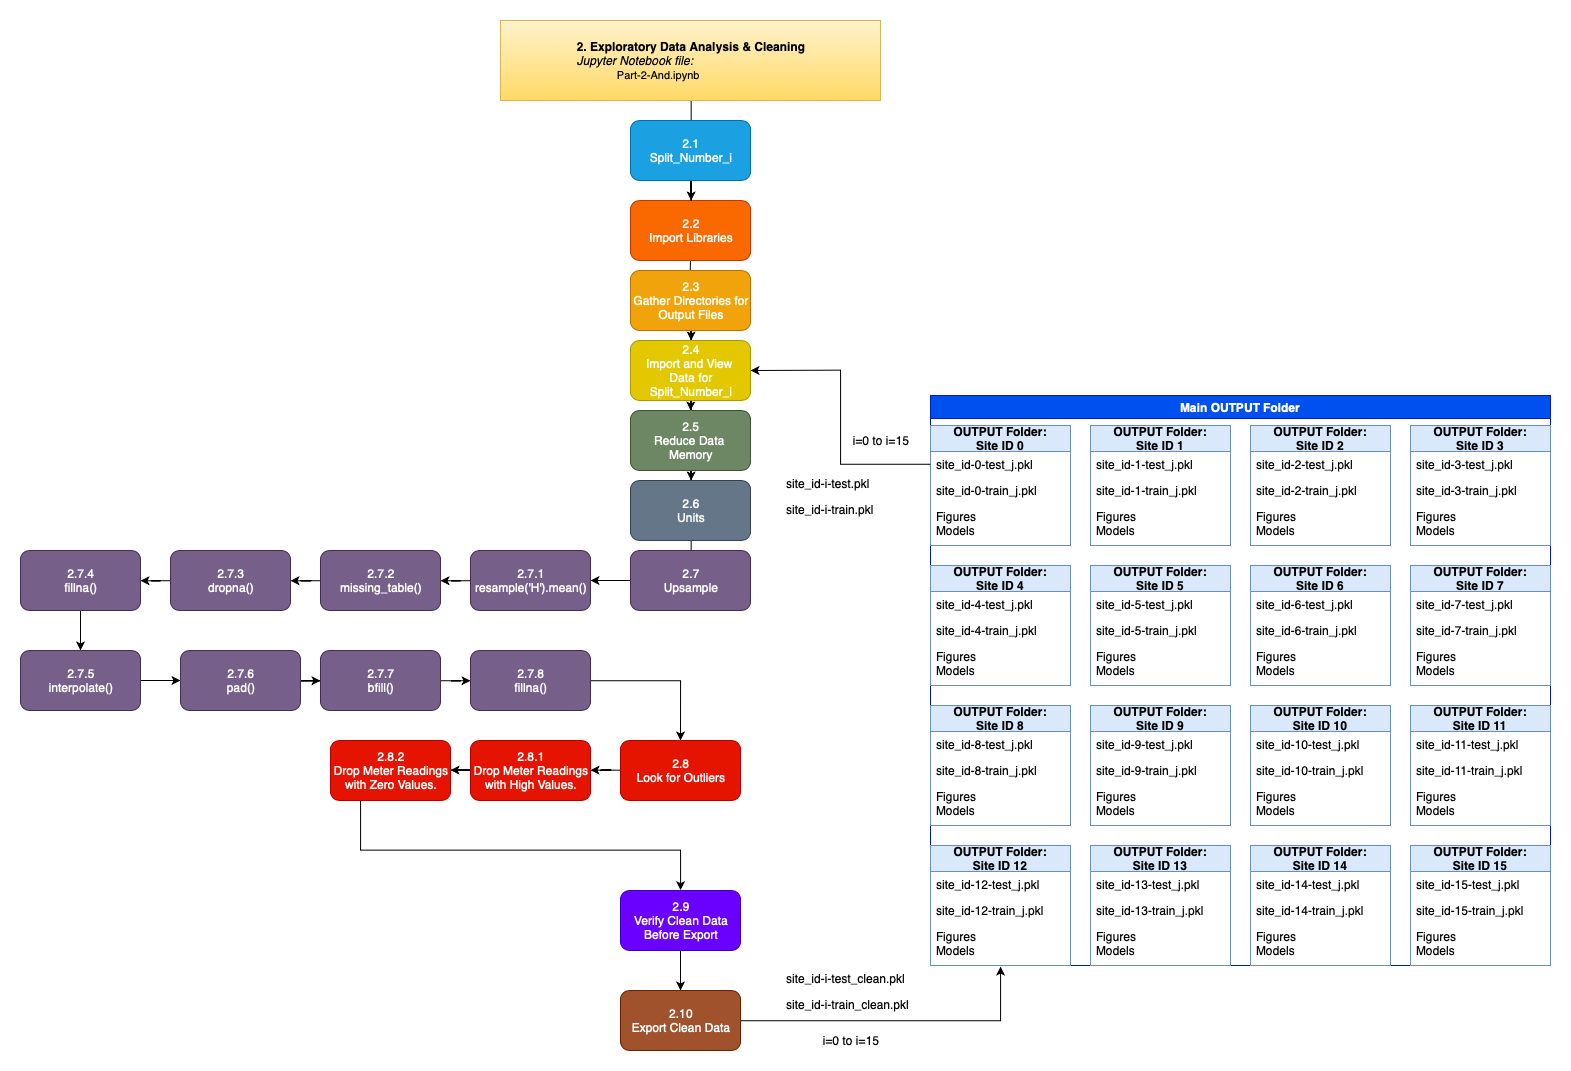 2. Exploratory Data Analysis & Cleaning
Jupyter Notebook file:
Part-2-And.ipynb
2.1
Split_Number_i
2.2
Import Libraries
2.3
Gather Directories for
Output Files
2.4
Import and View
Data for
Split_Number_i
2.5
Reduce Data
Memory
2.6
Units
i=0 to i=15
site_id-i-test.pkl
site_id-i-train.pkl
2.7
Upsample
2.7.1
resample('H').mean()
2.7.2
missing_table()
2.7.3
dropna()
2.7.4
fillna()
2.7.5
interpolate()
2.7.6
pad()
2.7.7
bfill()
2.7.8
fillna()
2.8
Look for Outliers
2.8.1
Drop Meter Readings
with High Values.
2.8.2
Drop Meter Readings
with Zero Values.
2.9
Verify Clean Data
Before Export
2.10
Export Clean Data
site_id-i-test_clean.pkl
site_id-i-train_clean.pkl
i=0 to i=15
Main OUTPUT Folder
OUTPUT Folder:
Site ID 0
site_id-0-test_j.pkl
site_id-0-train_j.pkl
Figures
Models
OUTPUT Folder:
Site ID 1
site_id-1-test_j.pkl
site_id-1-train_j.pkl
Figures
Models
OUTPUT Folder:
Site ID 2
site_id-2-test_j.pkl
site_id-2-train_j.pkl
Figures
Models
OUTPUT Folder:
Site ID 3
site_id-3-test_j.pkl
site_id-3-train_j.pkl
Figures
Models
OUTPUT Folder:
Site ID 4
site_id-4-test_j.pkl
site_id-4-train_j.pkl
Figures
Models
OUTPUT Folder:
Site ID 5
site_id-5-test_j.pkl
site_id-5-train_j.pkl
Figures
Models
OUTPUT Folder:
Site ID 6
site_id-6-test_j.pkl
site_id-6-train_j.pkl
Figures
Models
OUTPUT Folder:
Site ID 7
site_id-7-test_j.pkl
site_id-7-train_j.pkl
Figures
Models
OUTPUT Folder:
Site ID 8
site_id-8-test_j.pkl
site_id-8-train_j.pkl
Figures
Models
OUTPUT Folder:
Site ID 9
site_id-9-test_j.pkl
site_id-9-train_j.pkl
Figures
Models
OUTPUT Folder:
Site ID 10
site_id-10-test_j.pkl
site_id-10-train_j.pkl
Figures
Models
OUTPUT Folder:
Site ID 11
site_id-11-test_j.pkl
site_id-11-train_j.pkl
Figures
Models
OUTPUT Folder:
Site ID 12
site_id-12-test_j.pkl
site_id-12-train_j.pkl
Figures
Models
OUTPUT Folder:
Site ID 13
site_id-13-test_j.pkl
site_id-13-train_j.pkl
Figures
Models
OUTPUT Folder:
Site ID 14
site_id-14-test_j.pkl
site_id-14-train_j.pkl
Figures
Models
OUTPUT Folder:
Site ID 15
site_id-15-test_j.pkl
site_id-15-train_j.pkl
Figures
Models